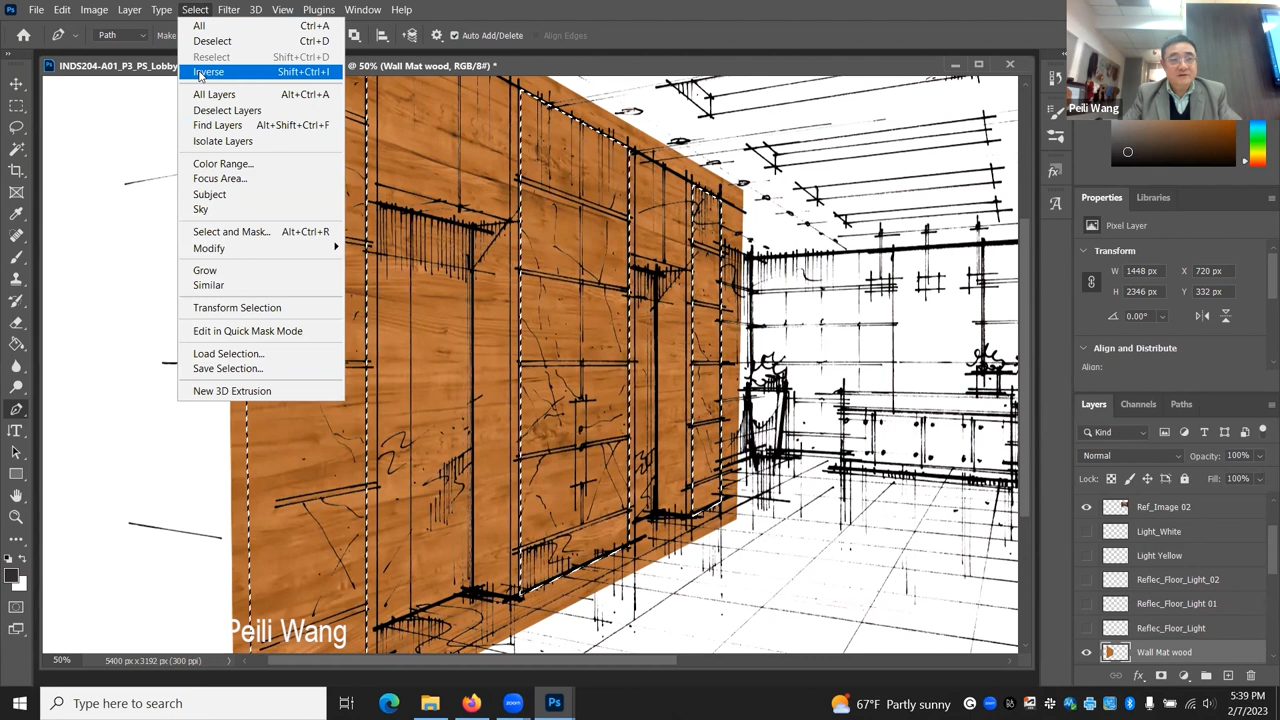 File Edit Image Layer Type Select Filter 3D View Plugins Window Help
Path Make Auto Add/Delete Align Edges
INDS204-A01_P3_PS_Lobby @ 50% (Wall Mat wood, RGB/8#) *
All Ctrl+A
Deselect Ctrl+D
Reselect Shift+Ctrl+D
Inverse Shift+Ctrl+I
All Layers Alt+Ctrl+A
Deselect Layers
Find Layers Alt+Shift+Ctrl+F
Isolate Layers
Color Range...
Focus Area...
Subject
Sky
Select and Mask... Alt+Ctrl+R
Modify
Grow
Similar
Transform Selection
Edit in Quick Mask Mode
Load Selection...
Save Selection...
New 3D Extrusion
Peili Wang
Properties Libraries
Pixel Layer
Transform
W 1448 px X 720 px
H 2346 px Y 332 px
0.00°
Align and Distribute
Align:
Layers Channels Paths
Kind
Normal Opacity: 100%
Lock: Fill: 100%
Ref_Image 02
Light_White
Light Yellow
Reflec_Floor_Light_02
Reflec_Floor_Light 01
Reflec_Floor_Light
Wall Mat wood
Peili Wang
50% 5400 px x 3192 px (300 ppi)
Type here to search
67°F Partly sunny
5:39 PM
2/7/2023